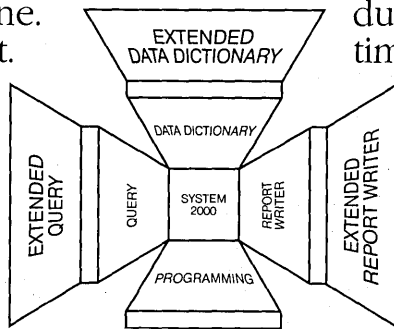 ne.
t.
du
tim
EXTENDED
DATA DICTIONARY
DATA DICTIONARY
EXTENDED
QUERY
QUERY
SYSTEM
2000
REPORT
WRITER
EXTENDED
REPORT WRITER
PROGRAMMING